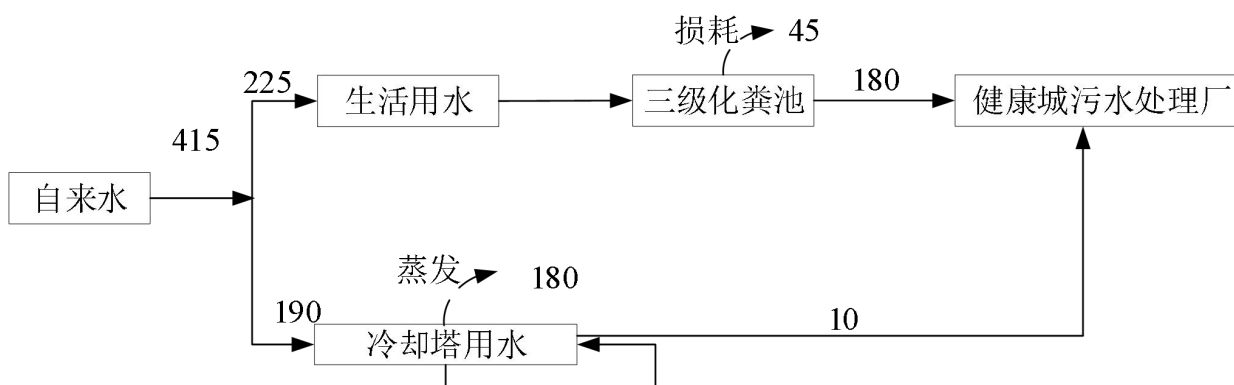 损耗
45
225
生活用水
三级化粪池
180
健康城污水处理厂
415
自来水
蒸发
180
190
冷却塔用水
10